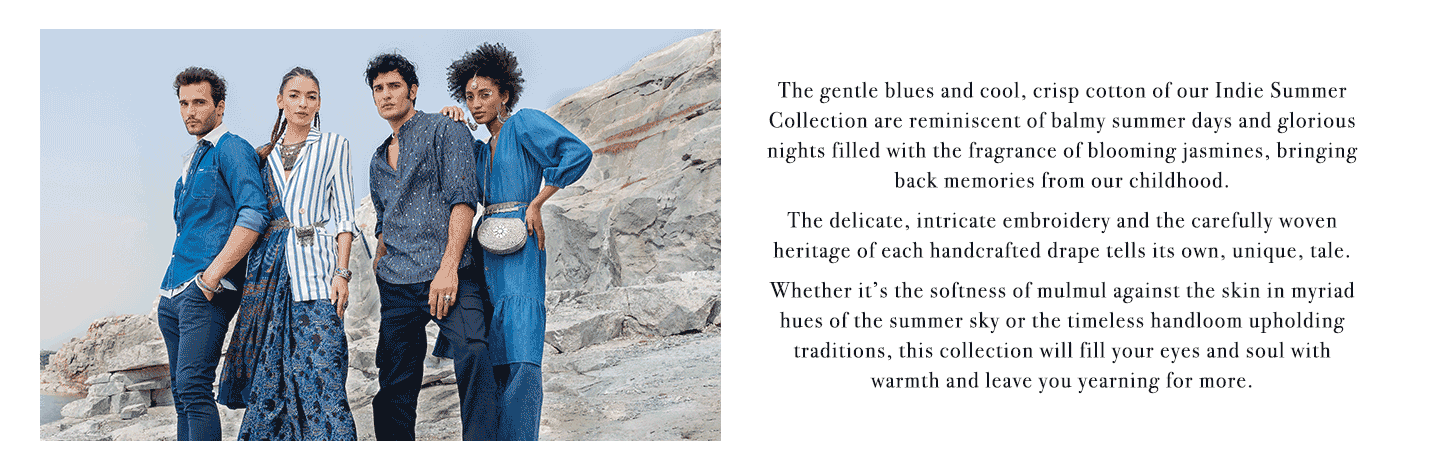 The gentle blues and cool, crisp cotton of our Indie Summer
Collection are reminiscent of balmy summer days and glorious
nights filled with the fragrance of blooming jasmines, bringing
back memories from our childhood.
The delicate, intricate embroidery and the carefully woven
heritage of each handcrafted drape tells its own, unique, tale.
Whether it’s the softness of mulmul against the skin in myriad
hues of the summer sky or the timeless handloom upholding
traditions, this collection will fill your eyes and soul with
warmth and leave you yearning for more.